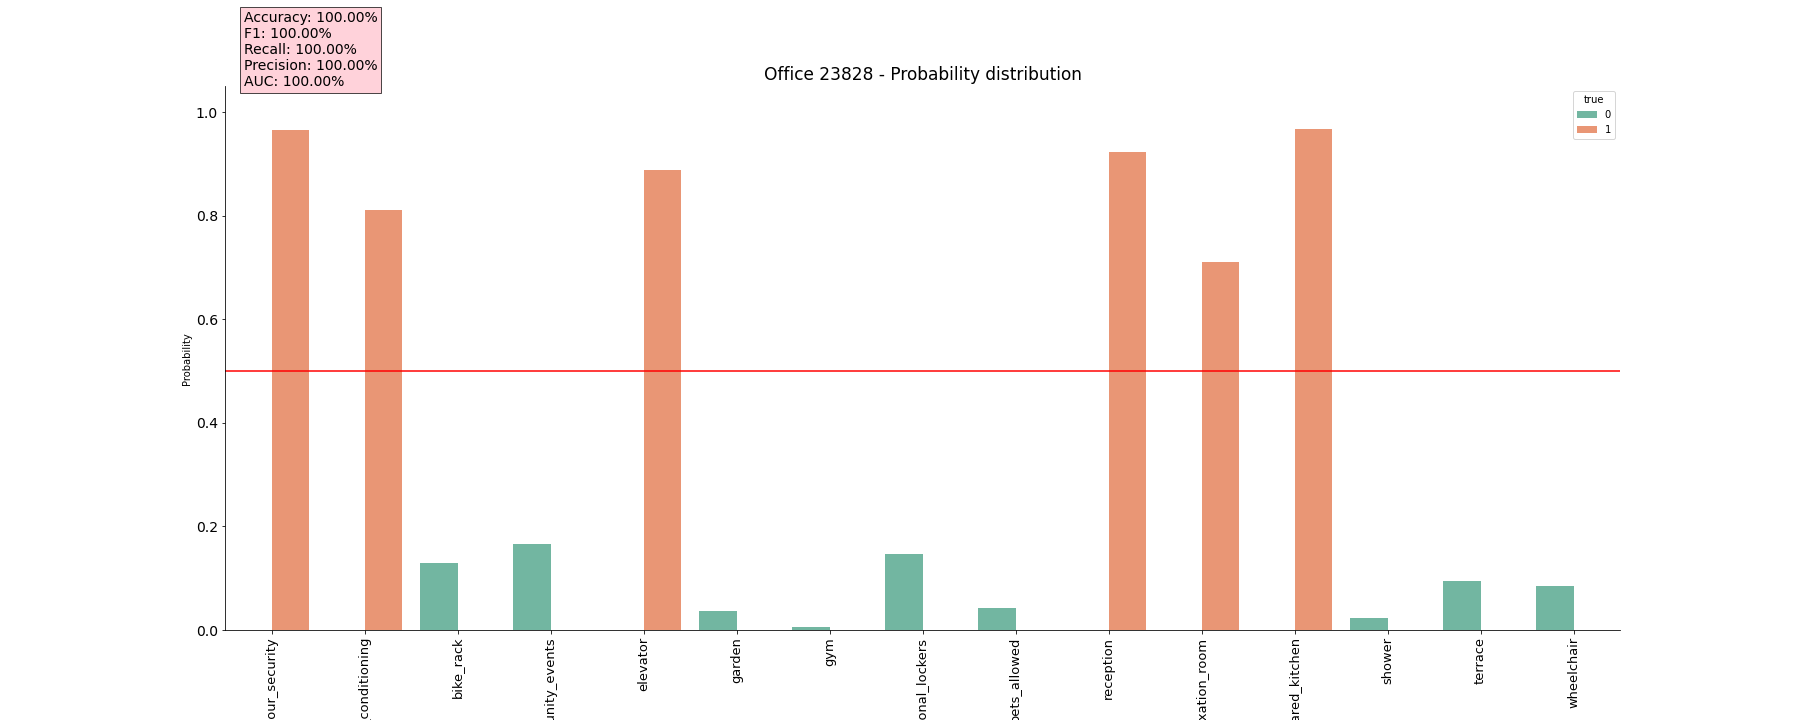 Accuracy: 100.00%
F1: 100.00%
Recall: 100.00%
Precision: 100.00%
AUC: 100.00%
Office 23828 - Probability distribution
true
0
1
1.0
0.8
0.6
0.4
0.2
0.0
Probability
our_security
_conditioning
bike_rack
unity_events
elevator
garden
gym
onal_lockers
pets_allowed
reception
xation_room
ared_kitchen
shower
terrace
wheelchair